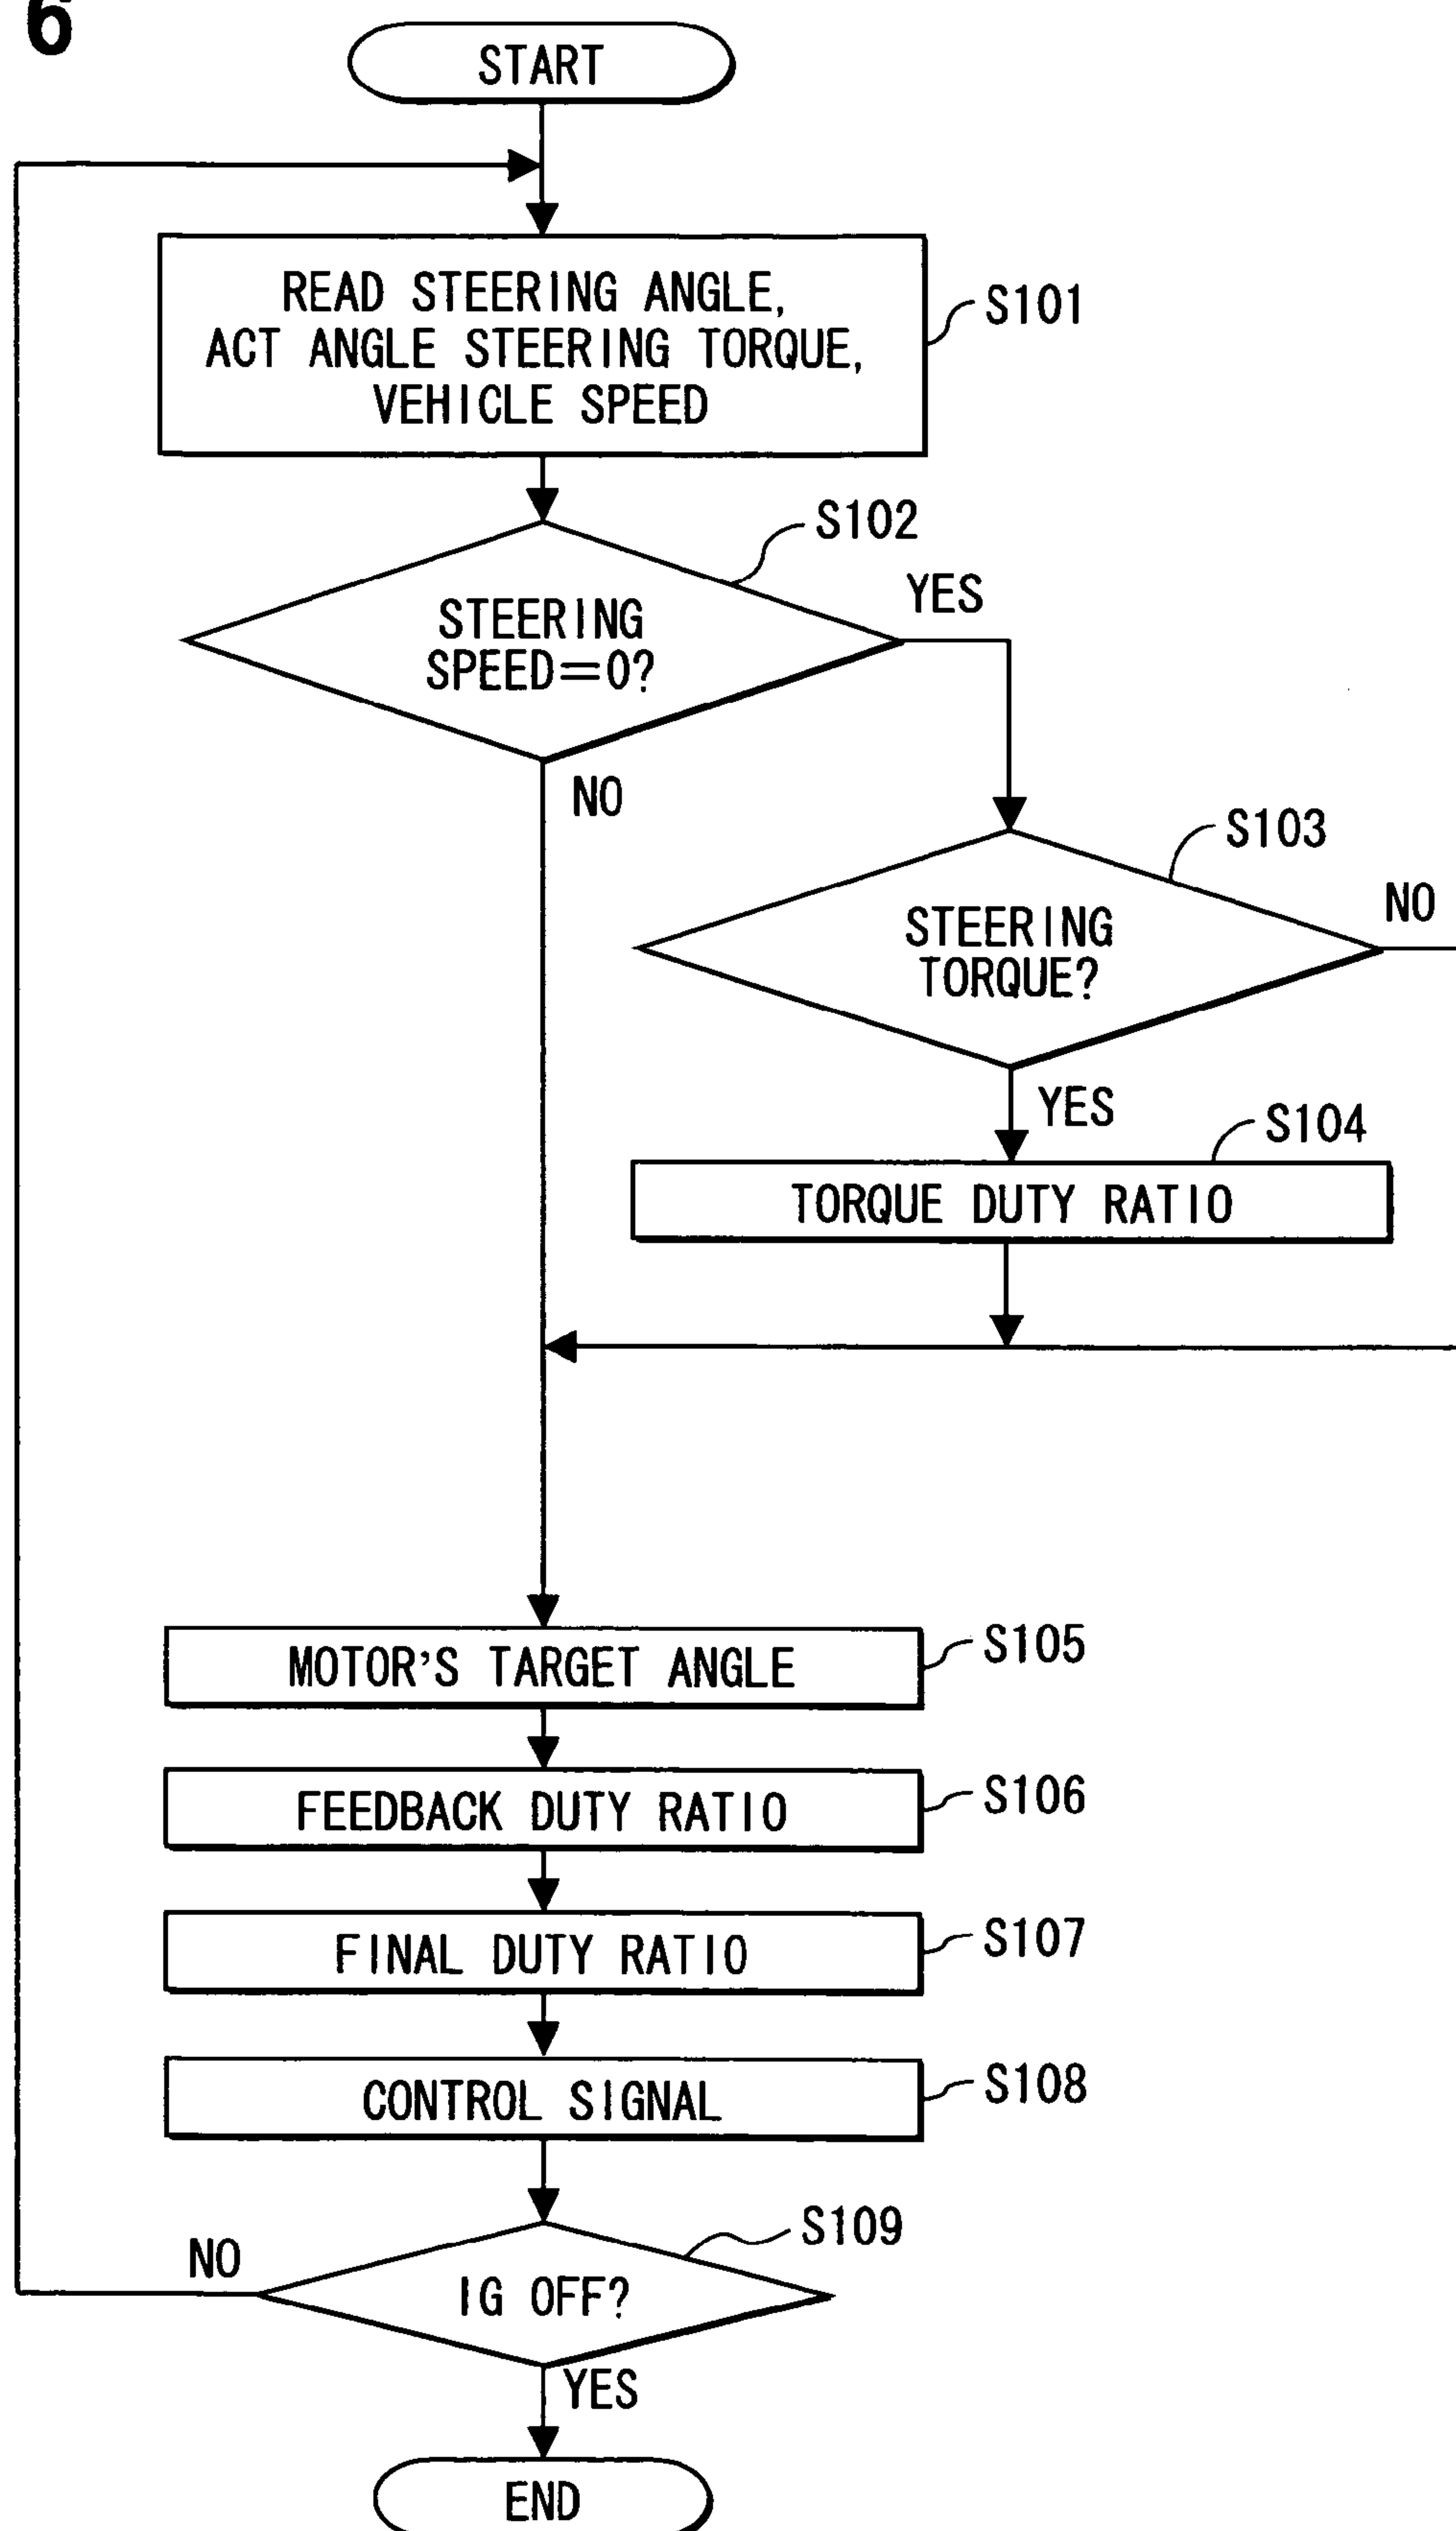 6
START
READ STEERING ANGLE,
ACT ANGLE STEERING TORQUE,
VEHICLE SPEED
S101
S102
STEERING
SPEED=0?
YES
NO
S103
STEERING
TORQUE?
NO
YES
S104
TORQUE DUTY RATIO
MOTOR'S TARGET ANGLE
S105
FEEDBACK DUTY RATIO
S106
FINAL DUTY RATIO
S107
CONTROL SIGNAL
S108
S109
NO
IG OFF?
YES
END